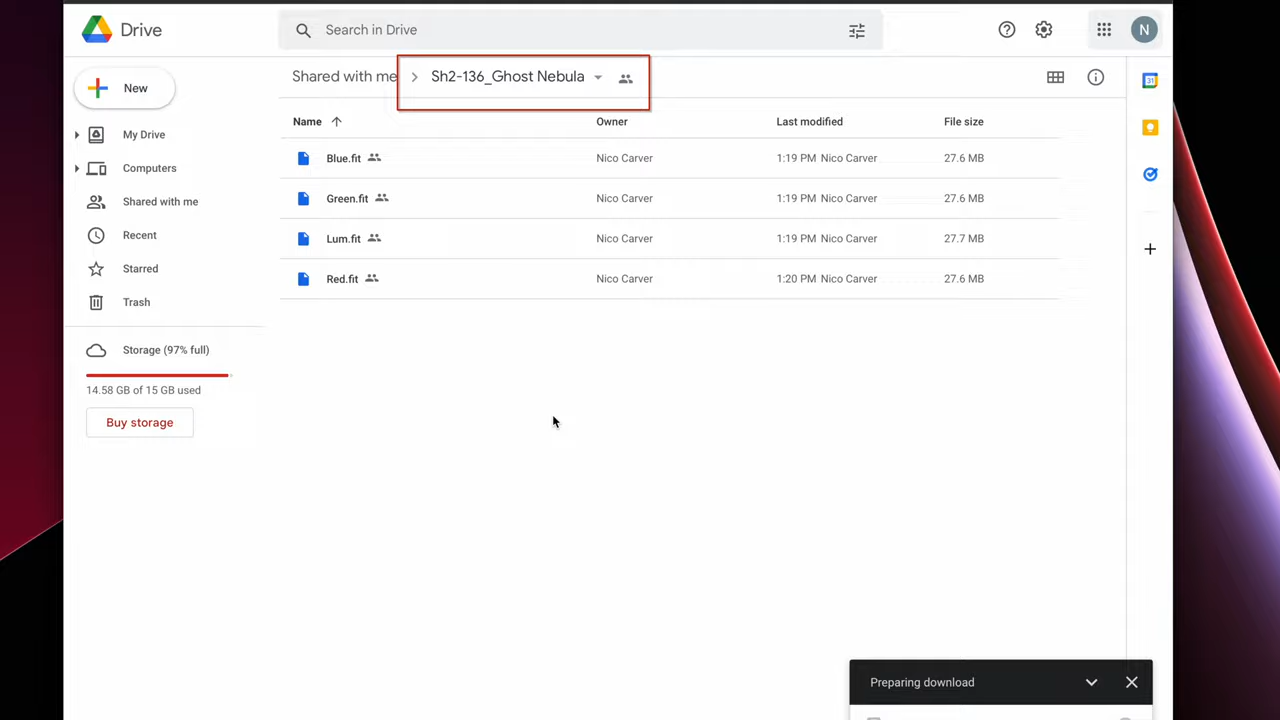 Drive
Search in Drive
N
New
Shared with me
Sh2-136_Ghost Nebula
31
Name
Owner
Last modified
File size
My Drive
Computers
Shared with me
Recent
Starred
Trash
Storage (97% full)
14.58 GB of 15 GB used
Buy storage
Blue.fit Nico Carver 1:19 PM Nico Carver 27.6 MB
Green.fit Nico Carver 1:19 PM Nico Carver 27.6 MB
Lum.fit Nico Carver 1:19 PM Nico Carver 27.7 MB
Red.fit Nico Carver 1:20 PM Nico Carver 27.6 MB
Preparing download